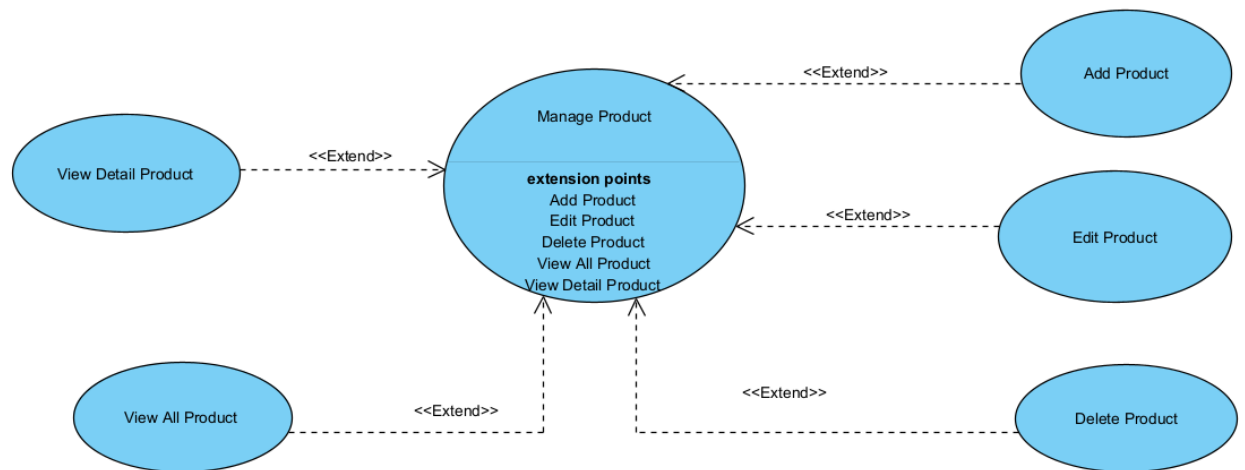 <<Extend>>
Add Product
Manage Product
<<Extend>>
View Detail Product
extension points
Add Product
Edit Product
Delete Product
View All Product
View Detail Product
<<Extend>>
Edit Product
<<Extend>>
View All Product
<<Extend>>
Delete Product